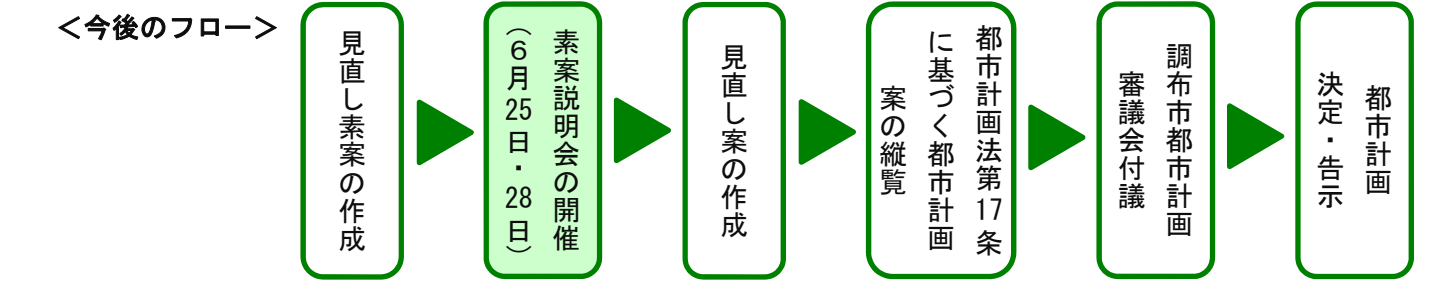 ＜今後のフロー＞
見直し素案の作成
素案説明会の開催
（６月25日・28日）
見直し案の作成
都市計画法第17条
に基づく都市計画
案の縦覧
調布市都市計画
審議会付議
都市計画
決定・告示